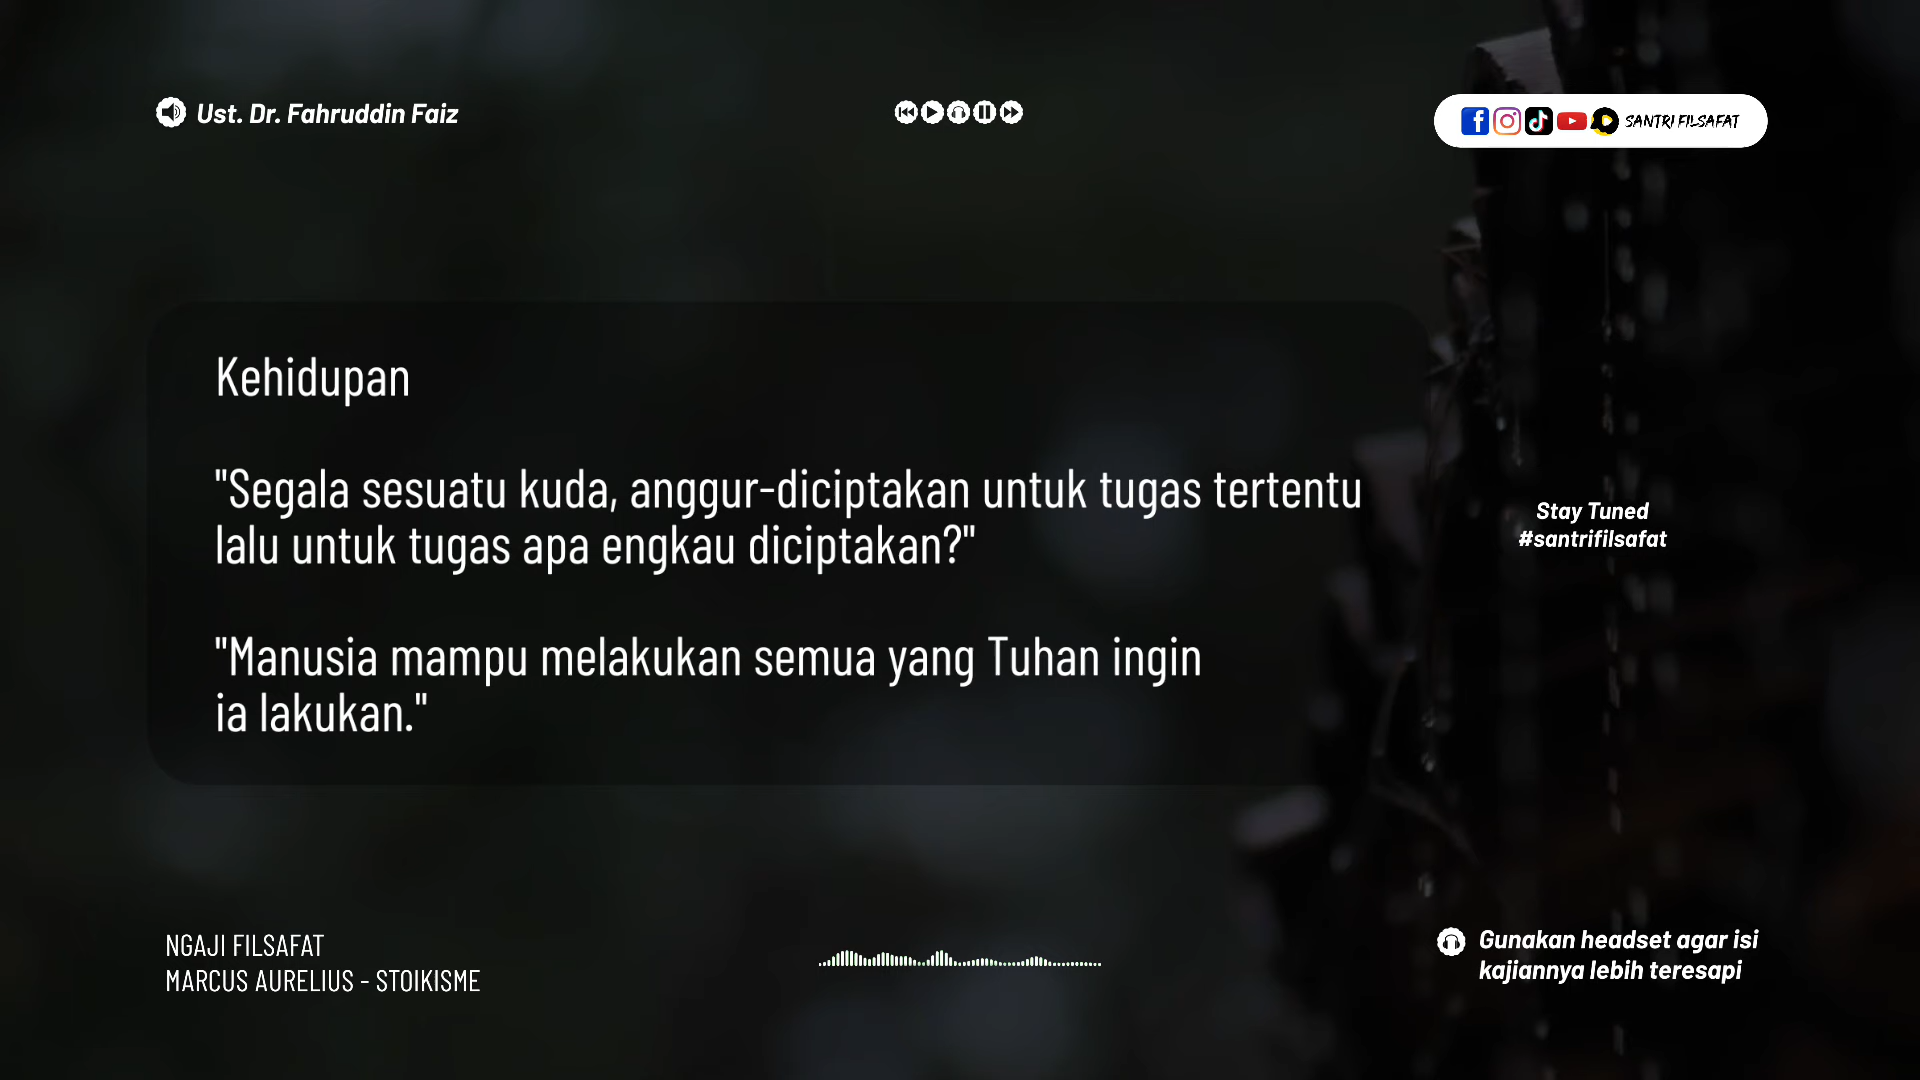 Ust. Dr. Fahruddin Faiz
SANTRI FILSAFAT
Kehidupan
"Segala sesuatu kuda, anggur-diciptakan untuk tugas tertentu
lalu untuk tugas apa engkau diciptakan?"
"Manusia mampu melakukan semua yang Tuhan ingin
ia lakukan."
Stay Tuned
#santrifilsafat
NGAJI FILSAFAT
MARCUS AURELIUS - STOIKISME
Gunakan headset agar isi
kajiannya lebih teresapi